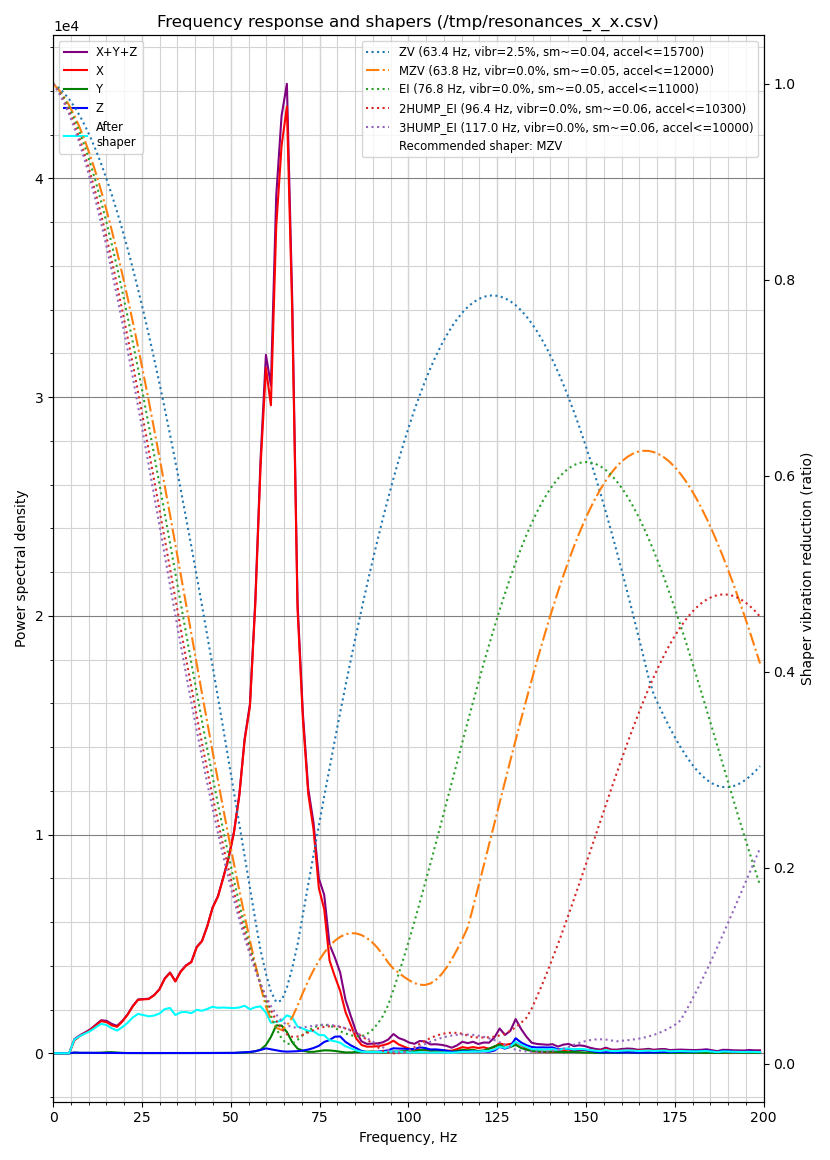 Frequency response and shapers (/tmp/resonances_x_x.csv)
1e4
X+Y+Z
X
Y
Z
After
shaper
ZV (63.4 Hz, vibr=2.5%, sm~=0.04, accel<=15700)
MZV (63.8 Hz, vibr=0.0%, sm~=0.05, accel<=12000)
EI (76.8 Hz, vibr=0.0%, sm~=0.05, accel<=11000)
2HUMP_EI (96.4 Hz, vibr=0.0%, sm~=0.06, accel<=10300)
3HUMP_EI (117.0 Hz, vibr=0.0%, sm~=0.06, accel<=10000)
Recommended shaper: MZV
Power spectral density
4
3
2
1
0
1.0
0.8
0.6
0.4
0.2
0.0
Shaper vibration reduction (ratio)
0 25 50 75 100 125 150 175 200
Frequency, Hz